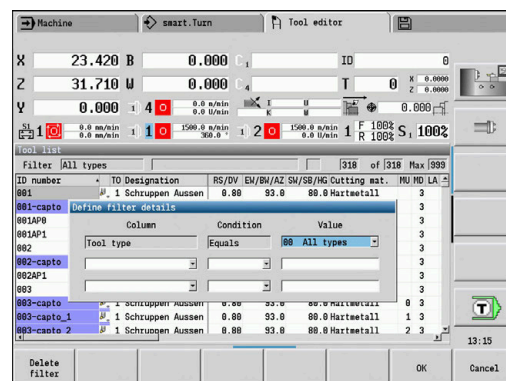 Machine smart.Turn Tool editor
X 23.420 B 0.000 C 1 ID 0
Z 31.710 W 0.000 C 4 T 0 X 0.0000 Z 0.0000
Y 0.000 1) 4 0.0 m/min 0.0 U/min I U K W 0.000
S1 1 0.0 mm/min 0.0 m/min 1) 1 1500.0 m/min 360.0 ° 1) 2 1500.0 m/min 0.0 U/min 1 F 100% R 100% S1 100%
Tool list
Filter All types 318 of 318 Max 999
ID number TO Designation RS/DV EW/BW/AZ SW/SB/HG Cutting mat. MU MD LA
001 1 Schruppen Aussen 0.80 93.0 80.0 Hartmetall 3
001-capto 3
Define filter details
001AP0 3
Column Condition Value
001AP1 3
Tool type Equals 00 All types
002 3
002-capto 3
002AP1 3
003 3
003-capto 1 Schruppen Aussen 0.80 93.0 80.0 Hartmetall 0 3
003-capto_1 1 Schruppen Aussen 0.80 93.0 80.0 Hartmetall 1 3
003-capto_2 1 Schruppen Aussen 0.80 93.0 80.0 Hartmetall 2 3
T
13:15
Delete filter OK Cancel